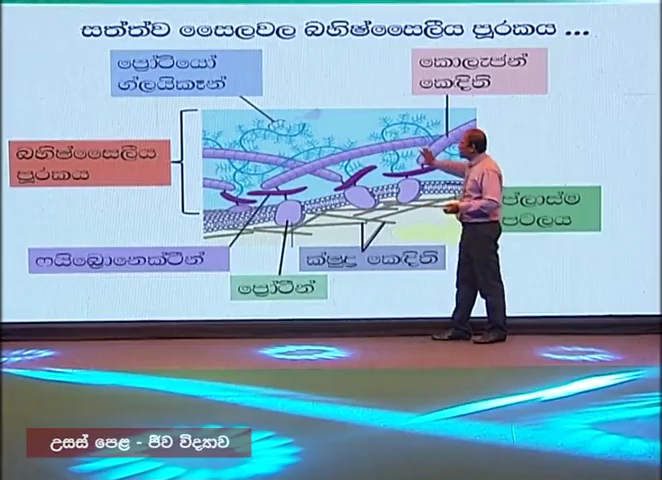 සත්ත්ව සෛලවල බහිෂ්සෛලීය පූරකය ...
ප්‍රෝටියෝ
ග්ලයිකෑන්
කොලැජන්
කෙඳිති
බහිෂ්සෛලීය
පූරකය
ප්ලාස්ම
පටලය
ෆයිබ්‍රොනෙක්ටීන්
ක්ෂුද්‍ර කෙඳිති
ප්‍රෝටීන්
උසස් පෙළ - ජීව විද්‍යාව